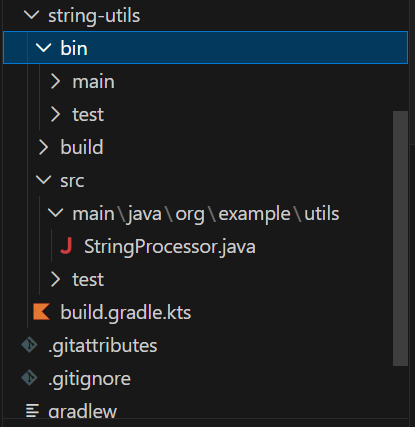 string-utils
bin
main
test
build
src
main\java\org\example\utils
StringProcessor.java
test
build.gradle.kts
.gitattributes
.gitignore
gradlew